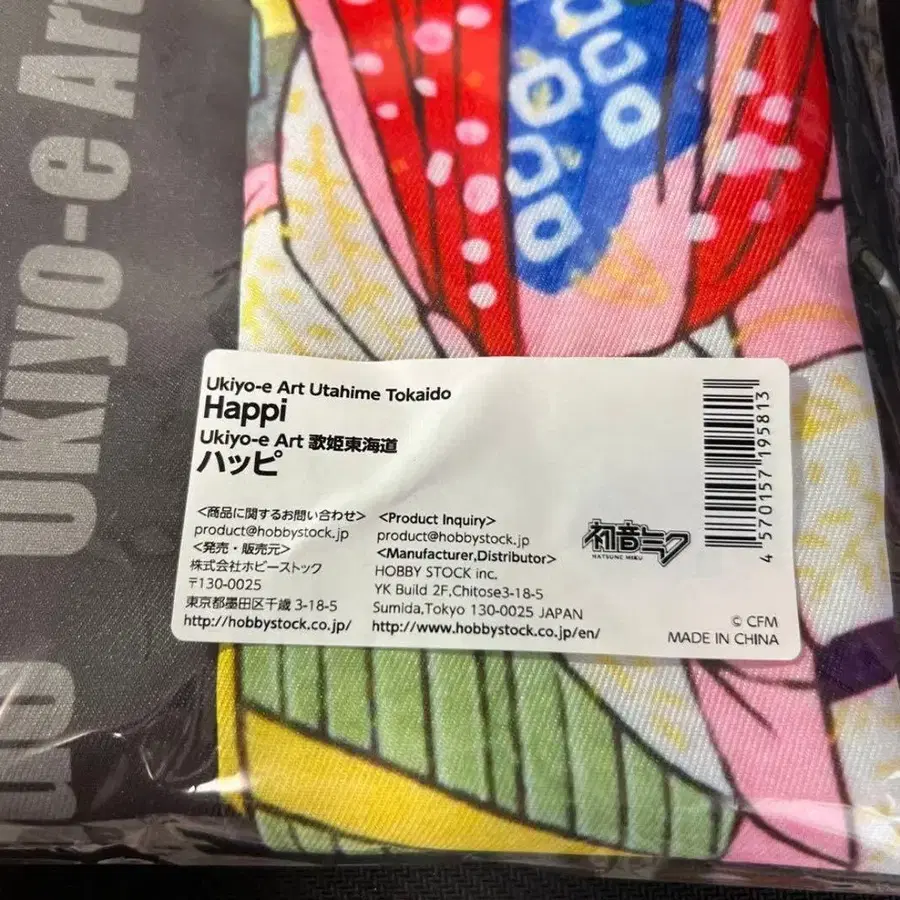 Ukiyo-e Art
Ukiyo-e Art Utahime Tokaido
Happi
Ukiyo-e Art 歌姫東海道
ハッピ
<商品に関するお問い合わせ>
product@hobbystock.jp
<発売・販売元>
株式会社ホビーストック
〒130-0025
東京都墨田区千歳 3-18-5
http://hobbystock.co.jp/
<Product Inquiry>
product@hobbystock.jp
<Manufacturer,Distributor>
HOBBY STOCK inc.
YK Build 2F,Chitose3-18-5
Sumida,Tokyo 130-0025 JAPAN
http://www.hobbystock.co.jp/en/
初音ミク
HATSUNE MIKU
4 570157 195813
© CFM
MADE IN CHINA